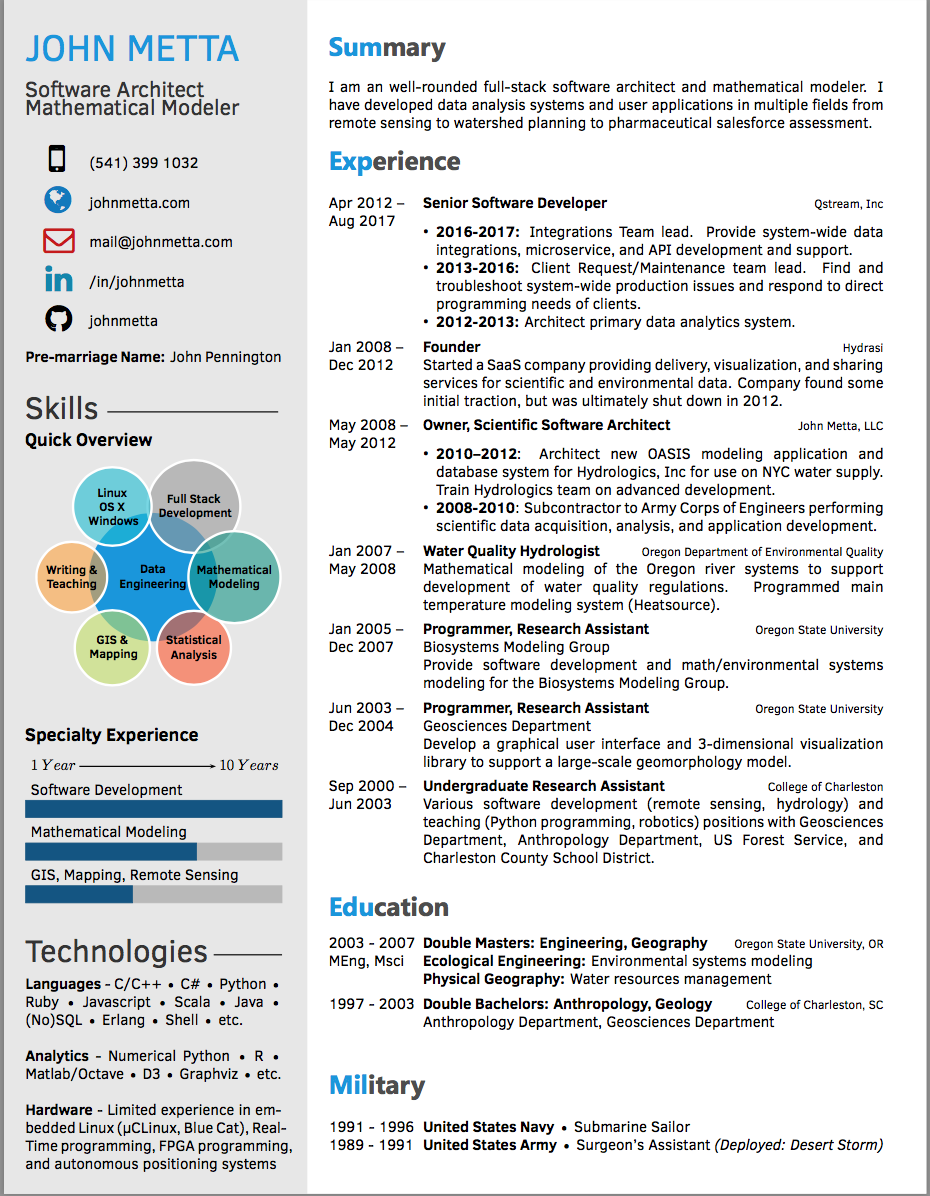 JOHN METTA
Software Architect
Mathematical Modeler
(541) 399 1032
johnmetta.com
mail@johnmetta.com
in /in/johnmetta
johnmetta
Pre-marriage Name: John Pennington
Skills
Quick Overview
Linux
OS X
Windows
Full Stack
Development
Writing &
Teaching
Data
Engineering
Mathematical
Modeling
GIS &
Mapping
Statistical
Analysis
Specialty Experience
1 Year 10 Years
Software Development
Mathematical Modeling
GIS, Mapping, Remote Sensing
Technologies
Languages - C/C++ • C# • Python •
Ruby • Javascript • Scala • Java •
(No)SQL • Erlang • Shell • etc.
Analytics - Numerical Python • R •
Matlab/Octave • D3 • Graphviz • etc.
Hardware - Limited experience in em-
bedded Linux (µCLinux, Blue Cat), Real-
Time programming, FPGA programming,
and autonomous positioning systems
Summary
I am an well-rounded full-stack software architect and mathematical modeler. I
have developed data analysis systems and user applications in multiple fields from
remote sensing to watershed planning to pharmaceutical salesforce assessment.
Experience
Apr 2012 – Senior Software Developer Qstream, Inc
Aug 2017
• 2016-2017: Integrations Team lead. Provide system-wide data
integrations, microservice, and API development and support.
• 2013-2016: Client Request/Maintenance team lead. Find and
troubleshoot system-wide production issues and respond to direct
programming needs of clients.
• 2012-2013: Architect primary data analytics system.
Jan 2008 – Founder Hydrasi
Dec 2012 Started a SaaS company providing delivery, visualization, and sharing
services for scientific and environmental data. Company found some
initial traction, but was ultimately shut down in 2012.
May 2008 – Owner, Scientific Software Architect John Metta, LLC
May 2012
• 2010–2012: Architect new OASIS modeling application and
database system for Hydrologics, Inc for use on NYC water supply.
Train Hydrologics team on advanced development.
• 2008-2010: Subcontractor to Army Corps of Engineers performing
scientific data acquisition, analysis, and application development.
Jan 2007 – Water Quality Hydrologist Oregon Department of Environmental Quality
May 2008 Mathematical modeling of the Oregon river systems to support
development of water quality regulations. Programmed main
temperature modeling system (Heatsource).
Jan 2005 – Programmer, Research Assistant Oregon State University
Dec 2007 Biosystems Modeling Group
Provide software development and math/environmental systems
modeling for the Biosystems Modeling Group.
Jun 2003 – Programmer, Research Assistant Oregon State University
Dec 2004 Geosciences Department
Develop a graphical user interface and 3-dimensional visualization
library to support a large-scale geomorphology model.
Sep 2000 – Undergraduate Research Assistant College of Charleston
Jun 2003 Various software development (remote sensing, hydrology) and
teaching (Python programming, robotics) positions with Geosciences
Department, Anthropology Department, US Forest Service, and
Charleston County School District.
Education
2003 - 2007 Double Masters: Engineering, Geography Oregon State University, OR
MEng, Msci Ecological Engineering: Environmental systems modeling
Physical Geography: Water resources management
1997 - 2003 Double Bachelors: Anthropology, Geology College of Charleston, SC
Anthropology Department, Geosciences Department
Military
1991 - 1996 United States Navy • Submarine Sailor
1989 - 1991 United States Army • Surgeon's Assistant (Deployed: Desert Storm)